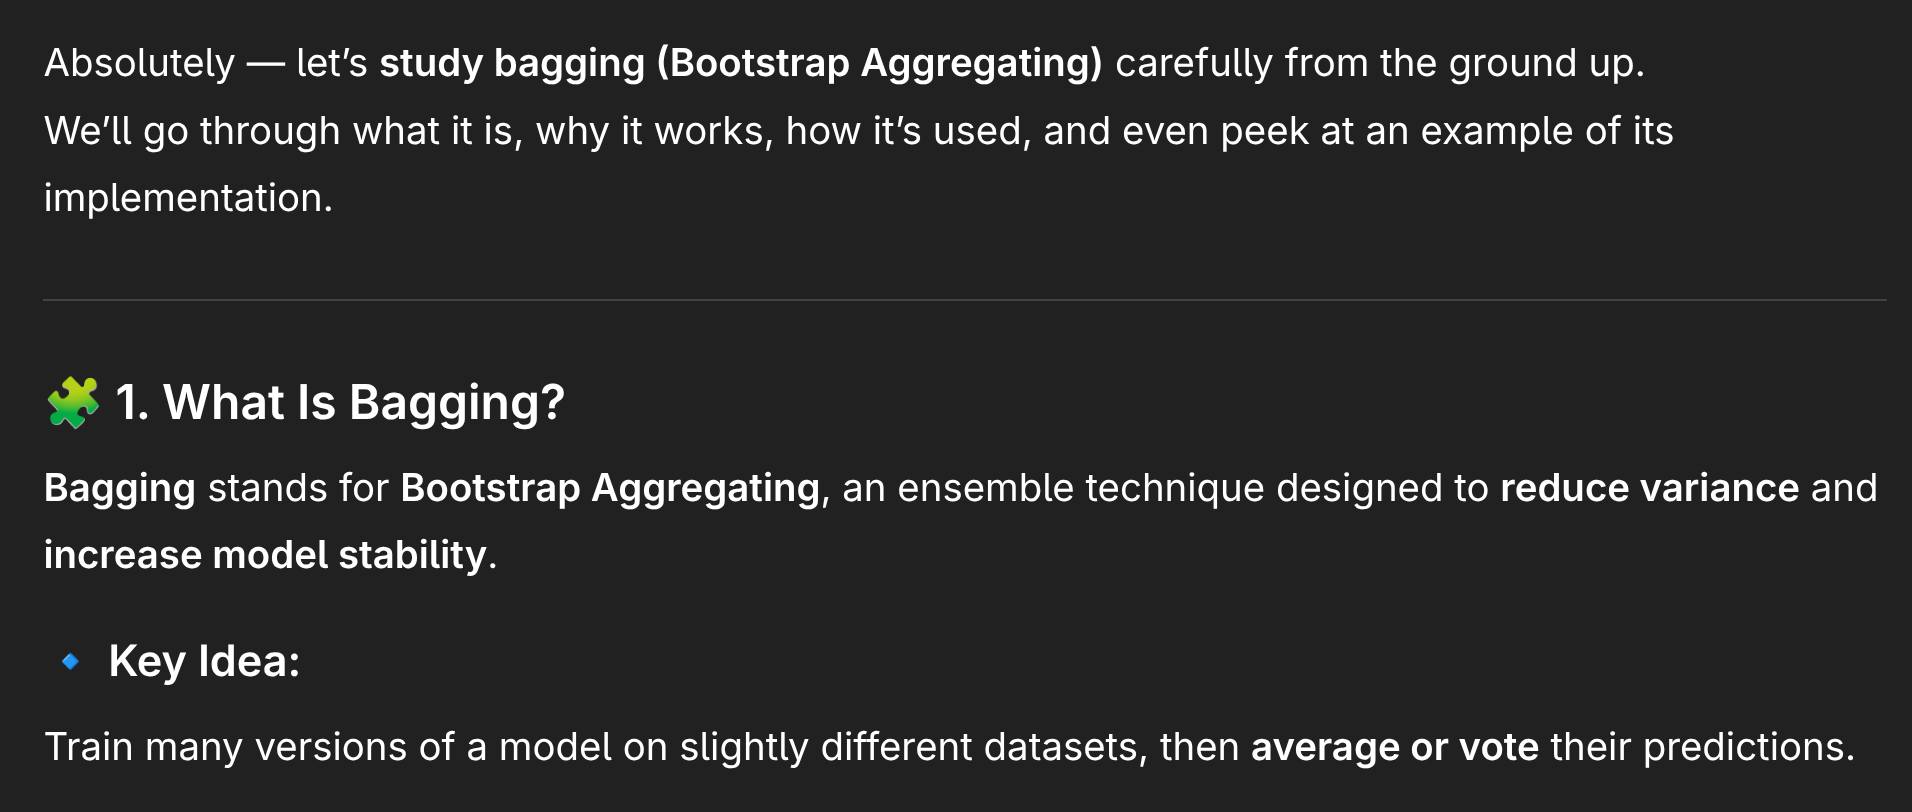 Absolutely — let’s study bagging (Bootstrap Aggregating) carefully from the ground up.
We’ll go through what it is, why it works, how it’s used, and even peek at an example of its
implementation.
🧩 1. What Is Bagging?
Bagging stands for Bootstrap Aggregating, an ensemble technique designed to reduce variance and
increase model stability.
🔹 Key Idea:
Train many versions of a model on slightly different datasets, then average or vote their predictions.